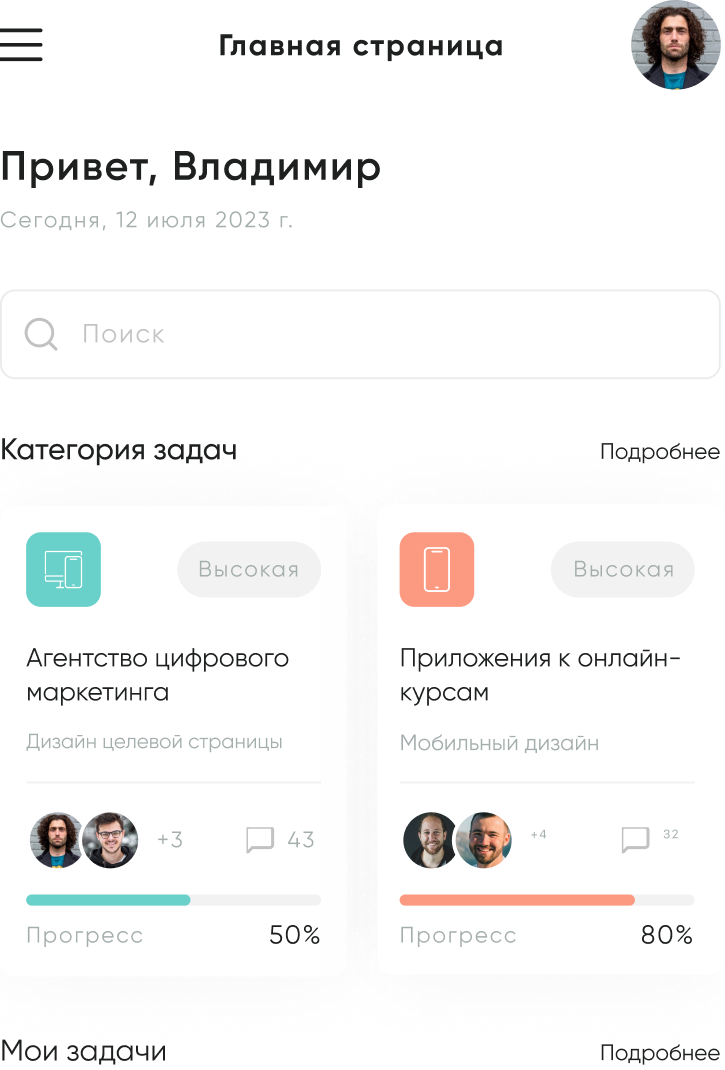 Главная страница
Привет, Владимир
Сегодня, 12 июля 2023 г.
Поиск
Категория задач
Подробнее
Высокая
Агентство цифрового
маркетинга
Дизайн целевой страницы
+3
43
Прогресс
50%
Высокая
Приложения к онлайн-
курсам
Мобильный дизайн
+4
32
Прогресс
80%
Мои задачи
Подробнее